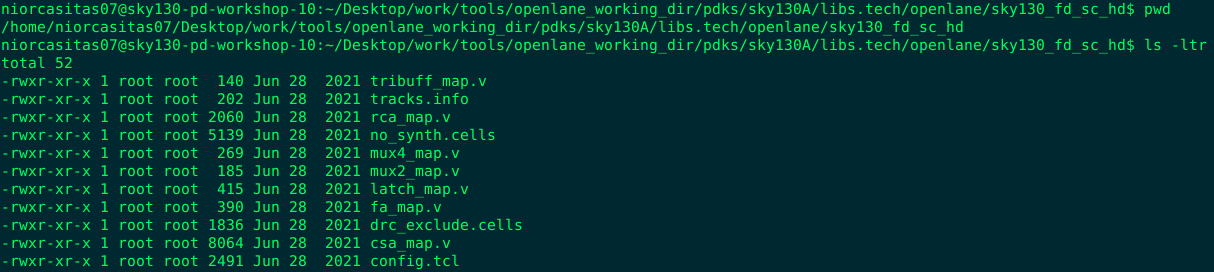 niorcasitas07@sky130-pd-workshop-10:~/Desktop/work/tools/openlane_working_dir/pdks/sky130A/libs.tech/openlane/sky130_fd_sc_hd$ pwd
/home/niorcasitas07/Desktop/work/tools/openlane_working_dir/pdks/sky130A/libs.tech/openlane/sky130_fd_sc_hd
niorcasitas07@sky130-pd-workshop-10:~/Desktop/work/tools/openlane_working_dir/pdks/sky130A/libs.tech/openlane/sky130_fd_sc_hd$ ls -ltr
total 52
-rwxr-xr-x 1 root root  140 Jun 28  2021 tribuff_map.v
-rwxr-xr-x 1 root root  202 Jun 28  2021 tracks.info
-rwxr-xr-x 1 root root 2060 Jun 28  2021 rca_map.v
-rwxr-xr-x 1 root root 5139 Jun 28  2021 no_synth.cells
-rwxr-xr-x 1 root root  269 Jun 28  2021 mux4_map.v
-rwxr-xr-x 1 root root  185 Jun 28  2021 mux2_map.v
-rwxr-xr-x 1 root root  415 Jun 28  2021 latch_map.v
-rwxr-xr-x 1 root root  390 Jun 28  2021 fa_map.v
-rwxr-xr-x 1 root root 1836 Jun 28  2021 drc_exclude.cells
-rwxr-xr-x 1 root root 8064 Jun 28  2021 csa_map.v
-rwxr-xr-x 1 root root 2491 Jun 28  2021 config.tcl